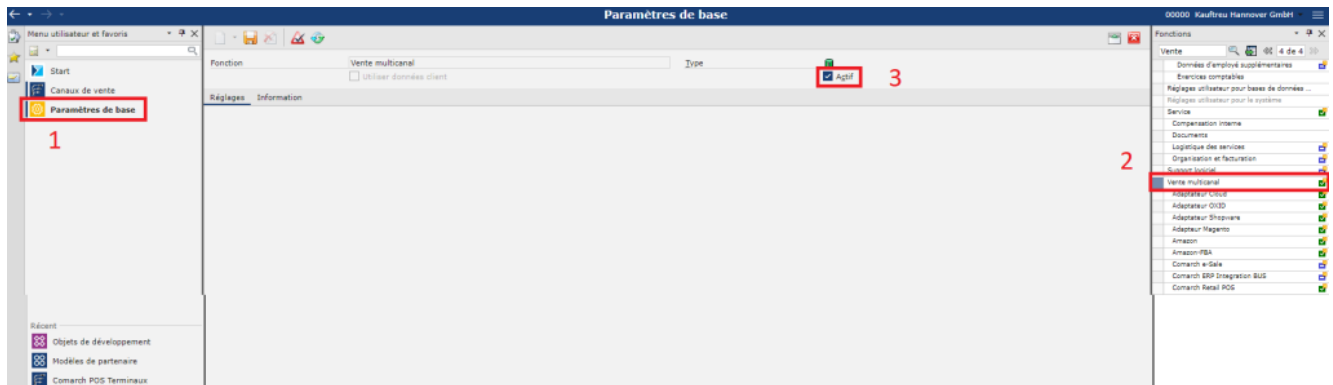 Paramètres de base
00000 Kauftreu Hannover GmbH
Menu utilisateur et favoris
Start
Canaux de vente
Paramètres de base
1
Fonction
Vente multicanal
Type
Utiliser données client
Actif
3
Réglages Information
2
Fonctions
Vente
4 de 4
Données d'employé supplémentaires
Exercices comptables
Réglages utilisateur pour bases de données ...
Réglages utilisateur pour le système
Service
Compensation interne
Documents
Logistique des services
Organisation et facturation
Support logiciel
Vente multicanal
Adaptateur Cloud
Adaptateur OXID
Adaptateur Shopware
Adapteur Magento
Amazon
Amazon-FBA
Comarch e-Sale
Comarch ERP Integration BUS
Comarch Retail POS
Récent
Objets de développement
Modèles de partenaire
Comarch POS Terminaux